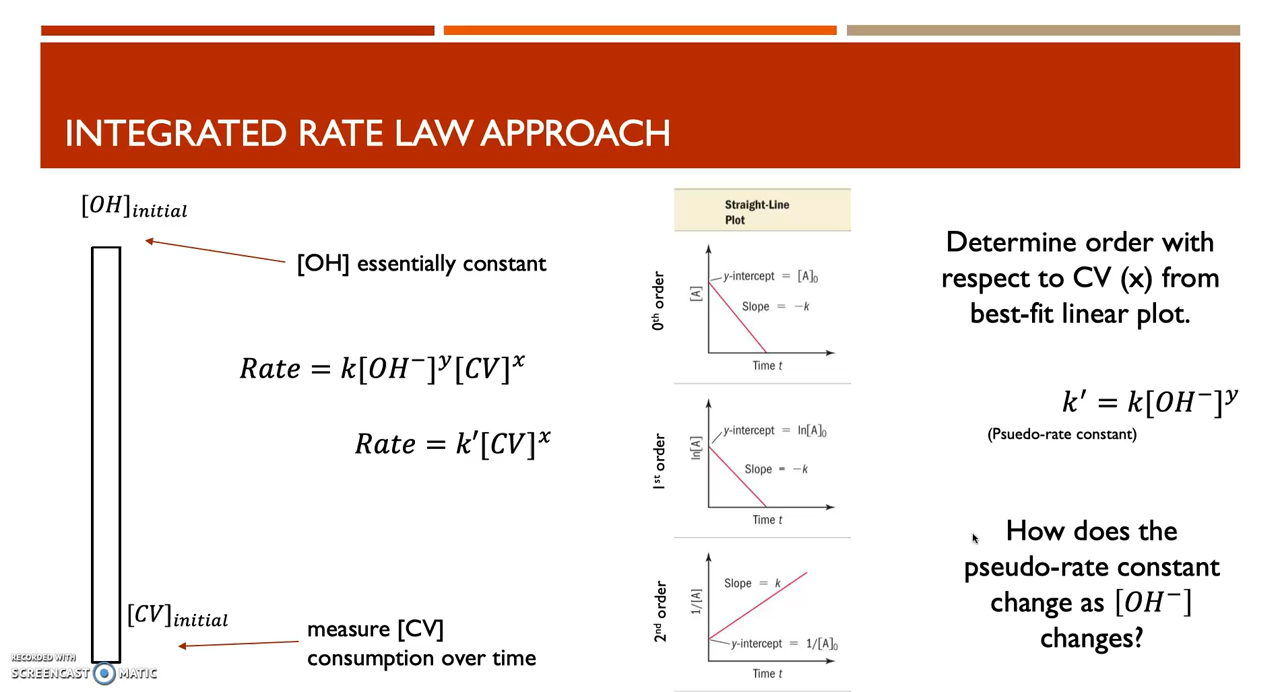 INTEGRATED RATE LAW APPROACH
[OH]initial
[OH] essentially constant
Rate = k[OH⁻]ʸ[CV]ˣ
Rate = k′[CV]ˣ
[CV]initial
measure [CV]
consumption over time
RECORDED WITH
SCREENCAST MATIC
Straight-Line
Plot
0th order
[A]
y-intercept = [A]₀
Slope = −k
Time t
1st order
ln[A]
y-intercept = ln[A]₀
Slope = −k
Time t
2nd order
1/[A]
Slope = k
y-intercept = 1/[A]₀
Time t
Determine order with
respect to CV (x) from
best-fit linear plot.
k′ = k[OH⁻]ʸ
(Psuedo-rate constant)
How does the
pseudo-rate constant
change as [OH⁻]
changes?